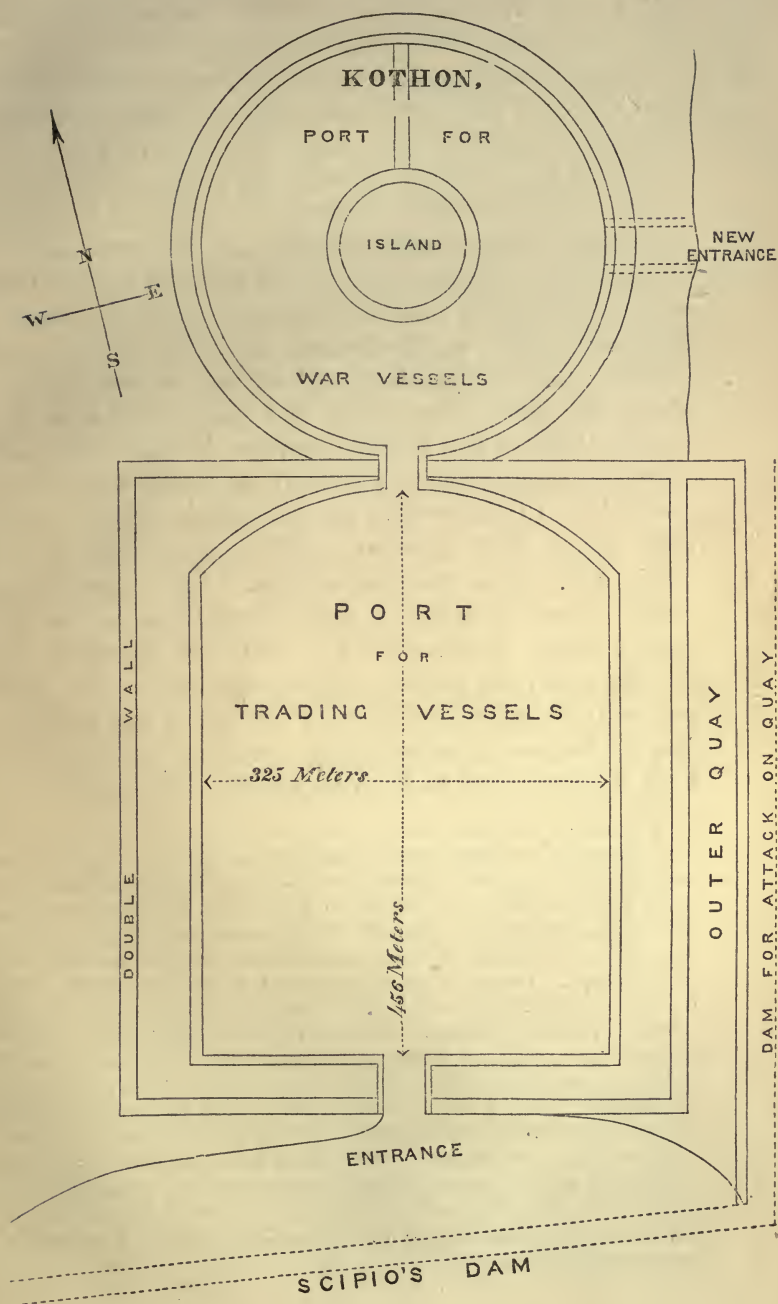 KOTHON,
PORT FOR
ISLAND
WAR VESSELS
NEW
ENTRANCE
N
W E
S
PORT
FOR
TRADING VESSELS
325 Meters
456 Meters
DOUBLE WALL
OUTER QUAY
DAM FOR ATTACK ON QUAY
ENTRANCE
SCIPIO'S DAM